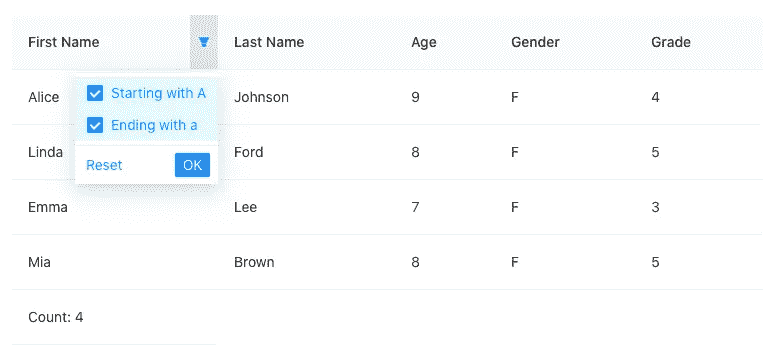 First Name Last Name Age Gender Grade
Alice Johnson 9 F 4
Starting with A
Ending with a
Linda Ford 8 F 5
Reset OK
Emma Lee 7 F 3
Mia Brown 8 F 5
Count: 4